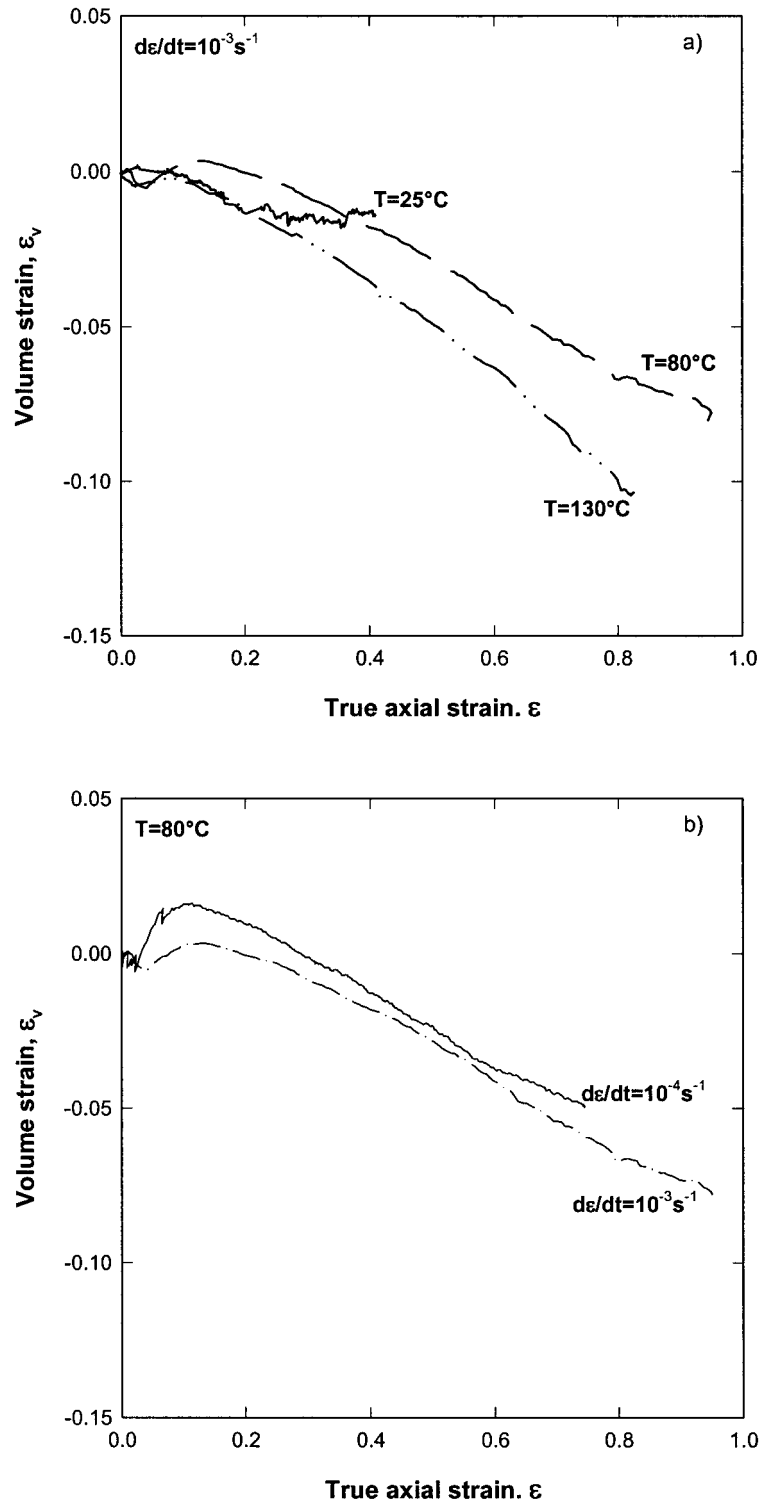 0.05
dε/dt=10⁻³s⁻¹
a)
0.00
T=25°C
Volume strain, εᵥ
-0.05
T=80°C
-0.10
T=130°C
-0.15
0.0 0.2 0.4 0.6 0.8 1.0
True axial strain. ε
0.05
T=80°C
b)
0.00
Volume strain, εᵥ
-0.05
dε/dt=10⁻⁴s⁻¹
dε/dt=10⁻³s⁻¹
-0.10
-0.15
0.0 0.2 0.4 0.6 0.8 1.0
True axial strain. ε